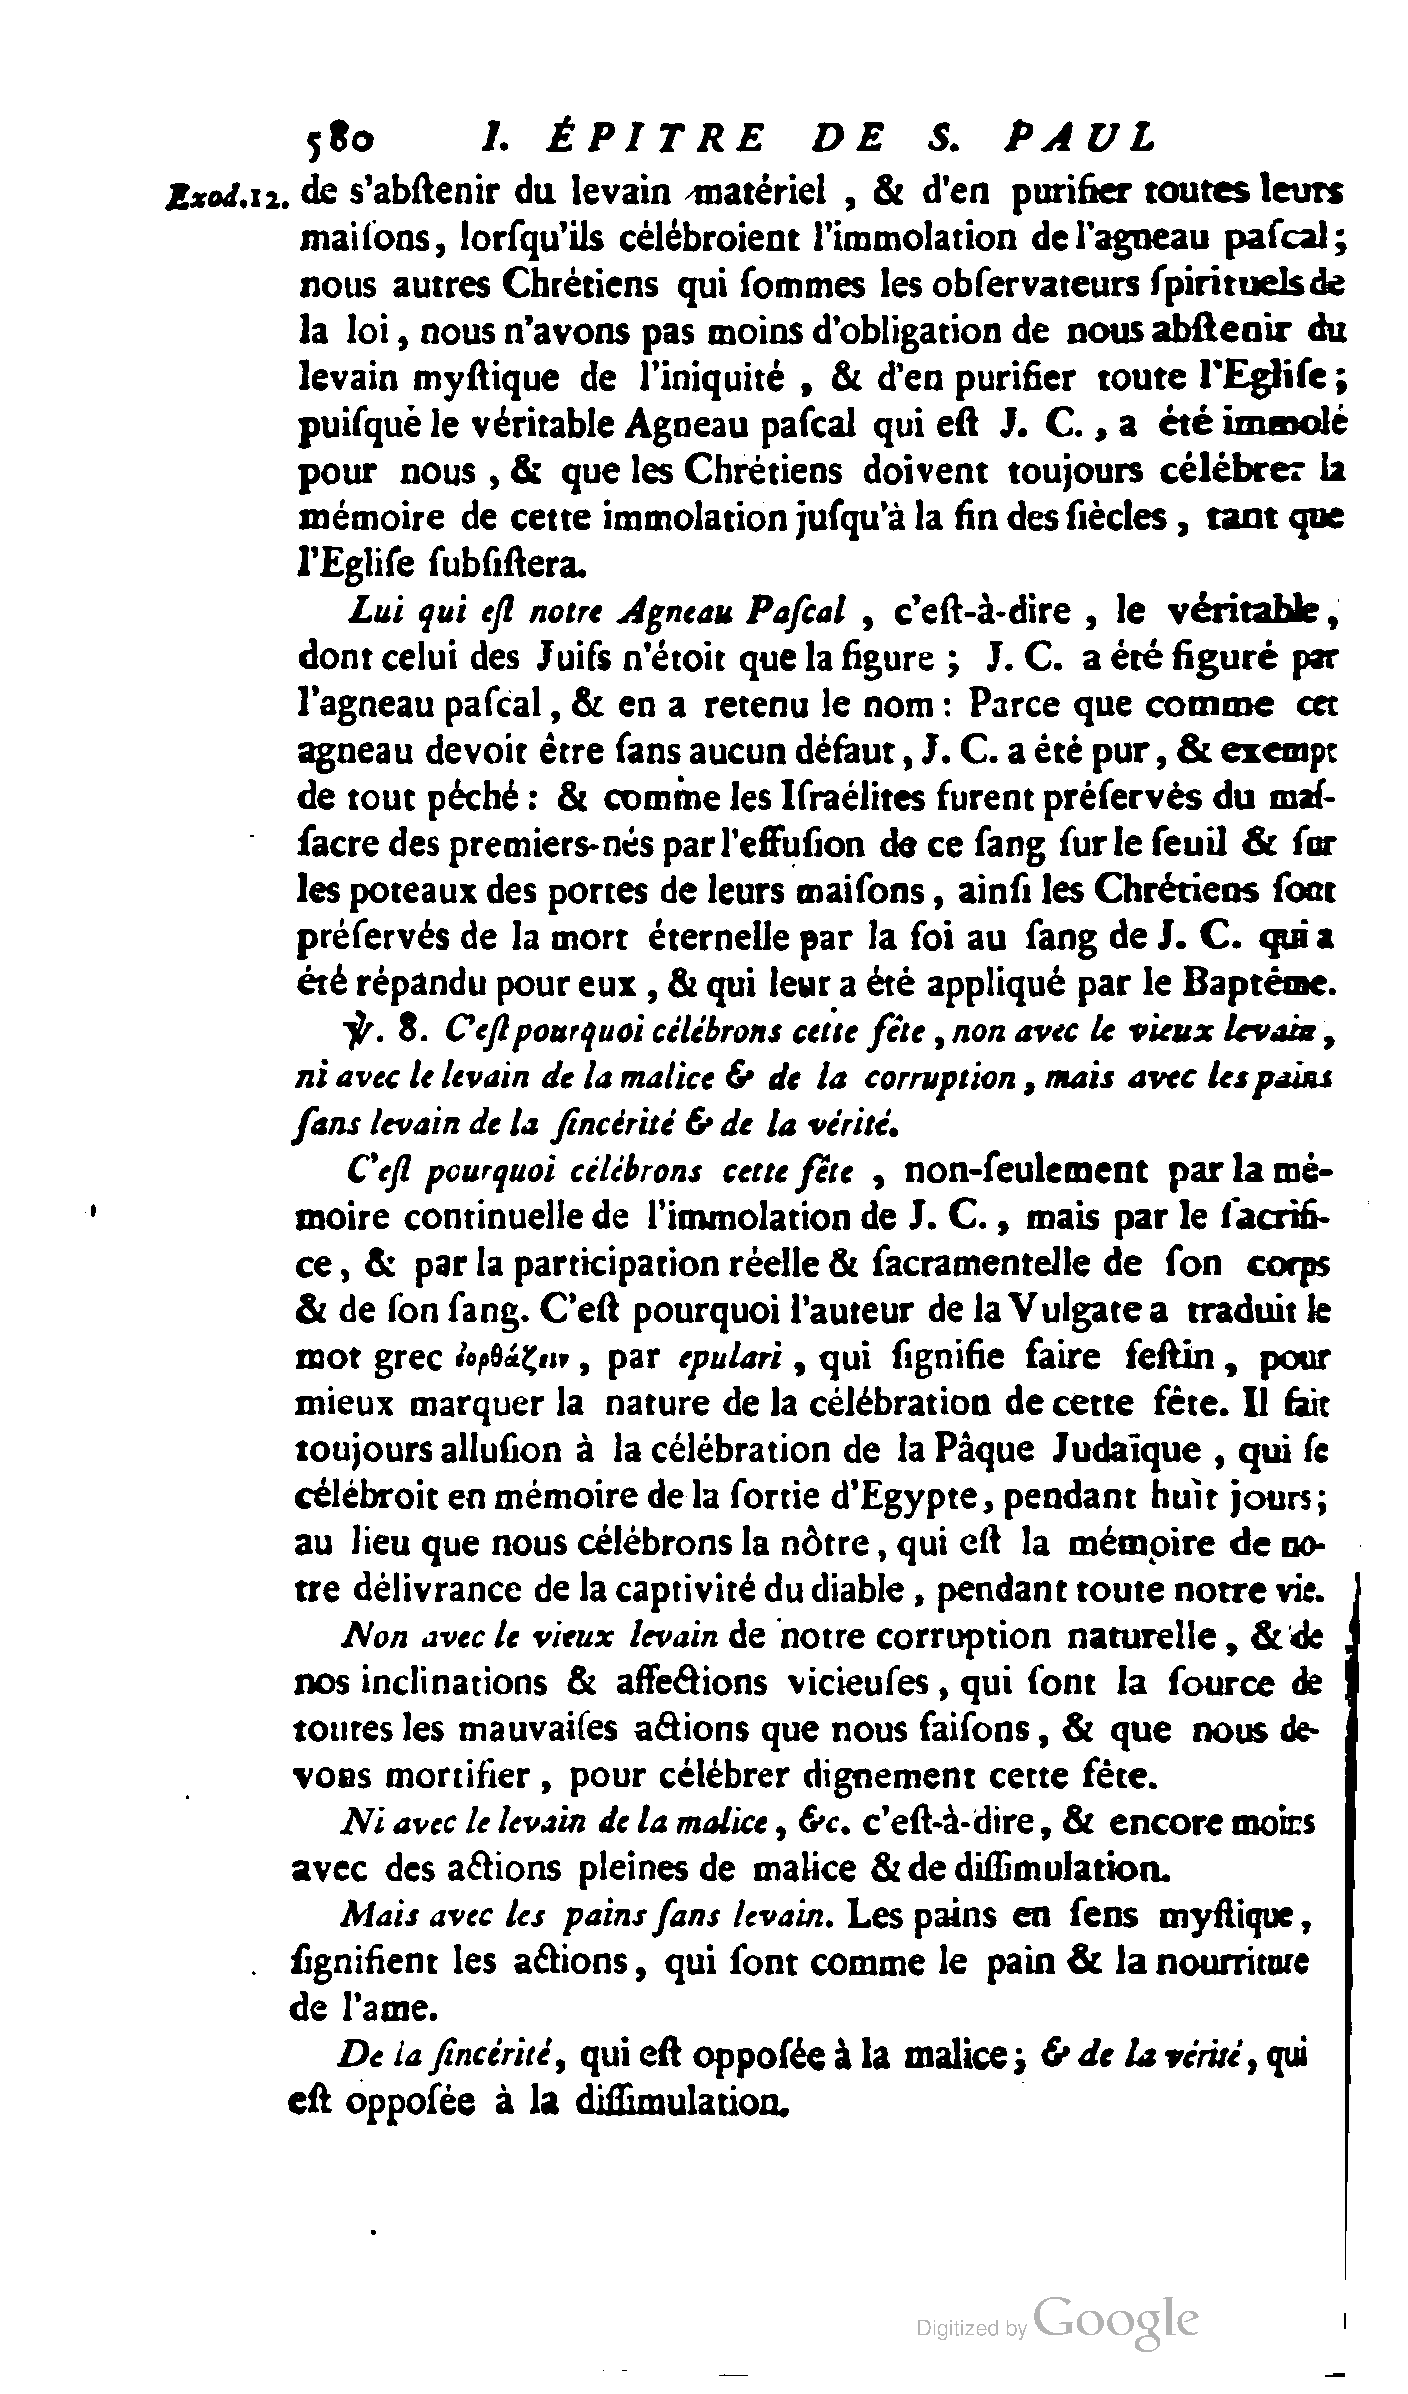 580 I. ÉPITRE DE S. PAUL
Exod.12. de s'abſtenir du levain matériel , & d'en purifier toutes leurs
maiſons, lorſqu'ils célébroient l'immolation de l'agneau paſcal;
nous autres Chrétiens qui ſommes les obſervateurs ſpirituels de
la loi, nous n'avons pas moins d'obligation de nous abſtenir du
levain myſtique de l'iniquité , & d'en purifier toute l'Egliſe;
puiſquè le véritable Agneau paſcal qui eſt J. C. , a été immolé
pour nous , & que les Chrétiens doivent toujours célébrer la
mémoire de cette immolation juſqu'à la fin des ſiècles , tant que
l'Egliſe ſubſiſtera.
Lui qui eſt notre Agneau Paſcal , c'eſt-à-dire , le véritable,
dont celui des Juifs n'étoit que la figure ; J. C. a été figuré par
l'agneau paſcal, & en a retenu le nom : Parce que comme cet
agneau devoit être ſans aucun défaut, J. C. a été pur, & exempt
de tout péché : & comme les Iſraélites furent préſervés du maſ-
ſacre des premiers-nés par l'effuſion de ce ſang ſur le ſeuil & ſur
les poteaux des portes de leurs maiſons, ainſi les Chrétiens ſont
préſervés de la mort éternelle par la foi au ſang de J. C. qui a
été répandu pour eux, & qui leur a été appliqué par le Baptême.
℣. 8. C'eſt pourquoi célébrons cette fête, non avec le vieux levain,
ni avec le levain de la malice & de la corruption, mais avec les pains
ſans levain de la ſincérité & de la vérité.
C'eſt pourquoi célébrons cette fête , non-ſeulement par la mé-
moire continuelle de l'immolation de J. C., mais par le ſacrifi-
ce, & par la participation réelle & ſacramentelle de ſon corps
& de ſon ſang. C'eſt pourquoi l'auteur de la Vulgate a traduit le
mot grec ἑορθάζειν , par epulari , qui ſignifie faire feſtin, pour
mieux marquer la nature de la célébration de cette fête. Il fait
toujours alluſion à la célébration de la Pâque Judaïque , qui ſe
célébroit en mémoire de la ſortie d'Egypte, pendant huit jours;
au lieu que nous célébrons la nôtre, qui eſt la mémoire de no-
tre délivrance de la captivité du diable, pendant toute notre vie.
Non avec le vieux levain de notre corruption naturelle, & de
nos inclinations & affections vicieuſes, qui ſont la ſource de
toutes les mauvaiſes actions que nous faiſons, & que nous de-
vons mortifier , pour célébrer dignement cette fête.
Ni avec le levain de la malice, &c. c'eſt-à-dire, & encore moins
avec des actions pleines de malice & de diſſimulation.
Mais avec les pains ſans levain. Les pains en ſens myſtique,
ſignifient les actions, qui ſont comme le pain & la nourriture
de l'ame.
De la ſincérité, qui eſt oppoſée à la malice; & de la vérité, qui
eſt oppoſée à la diſſimulation.
Digitized by Google